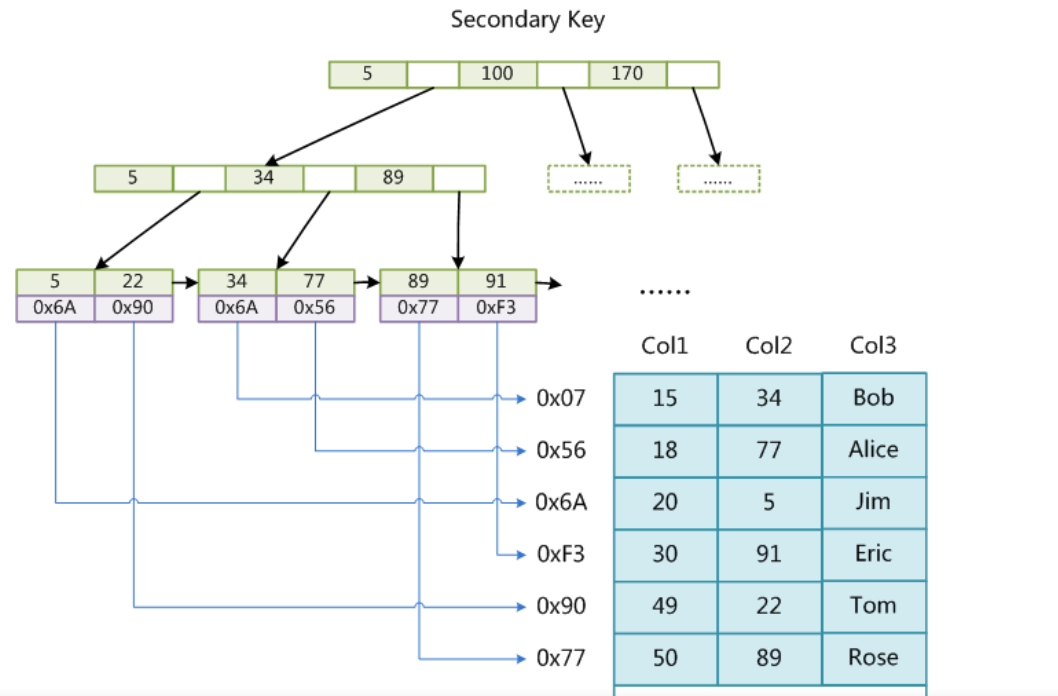 Secondary Key
5 100 170
5 34 89
...... ......
5 22 34 77 89 91
0x6A 0x90 0x6A 0x56 0x77 0xF3
......
Col1 Col2 Col3
0x07 15 34 Bob
0x56 18 77 Alice
0x6A 20 5 Jim
0xF3 30 91 Eric
0x90 49 22 Tom
0x77 50 89 Rose